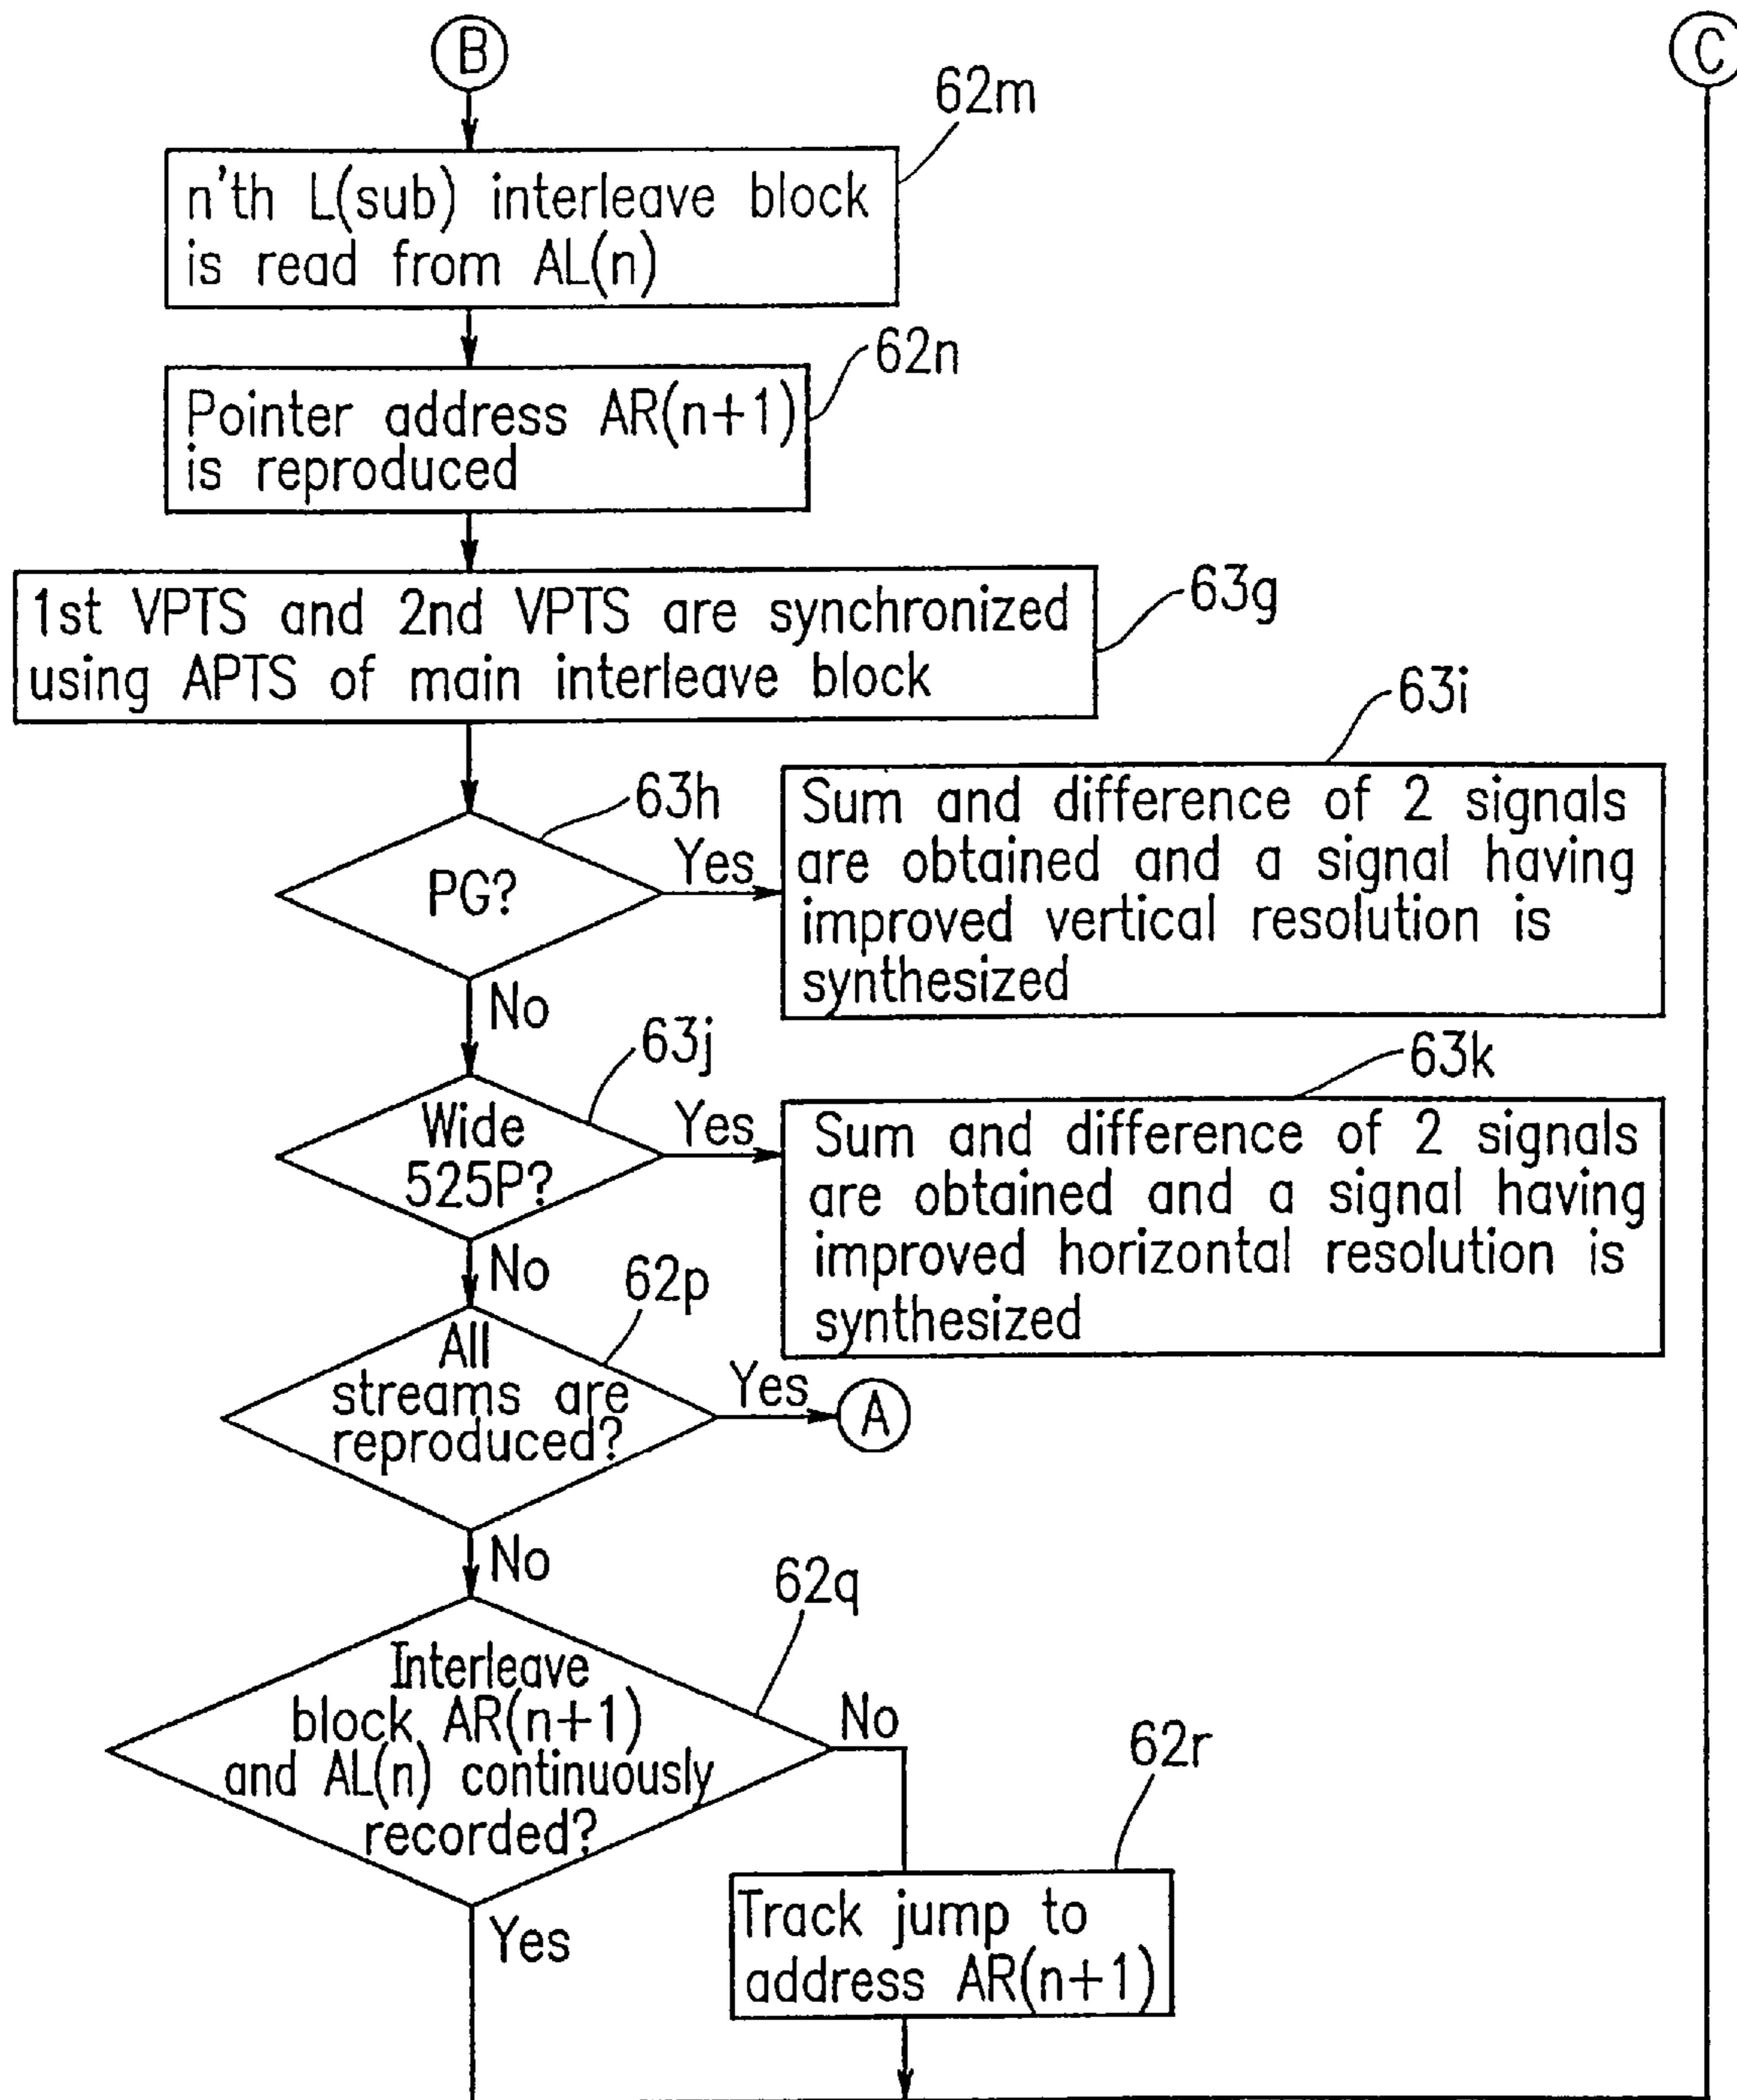 B
C
62m
n'th L(sub) interleave block
is read from AL(n)
62n
Pointer address AR(n+1)
is reproduced
63g
1st VPTS and 2nd VPTS are synchronized
using APTS of main interleave block
63i
63h
PG?
Yes
Sum and difference of 2 signals
are obtained and a signal having
improved vertical resolution is
synthesized
No
63j
63k
Wide
525P?
Yes
Sum and difference of 2 signals
are obtained and a signal having
improved horizontal resolution is
synthesized
No
62p
All
streams are
reproduced?
Yes
A
No
62q
Interleave
block AR(n+1)
and AL(n) continuously
recorded?
No
62r
Yes
Track jump to
address AR(n+1)